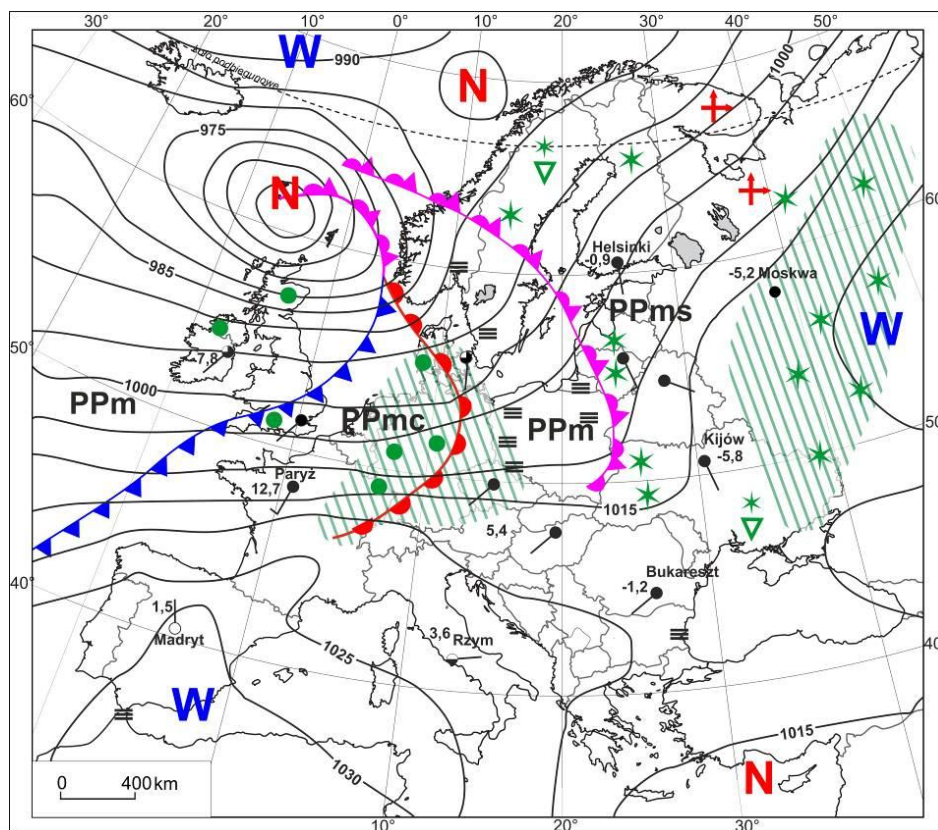 30° 20° 10° 0° 10° 20° 30° 40° 50°
W
990
koło podbiegunowe
N
1000
60°
975
N
W
60°
985
Helsinki
-0,9
-5,2 Moskwa
PPms
50°
7,8
1000
PPm
PPmc
PPm
Kijów
-5,8
50°
Paryż
12,7
1015
5,4
40°
Bukareszt
-1,2
1,5
Madryt
3,6 Rzym
1025
40°
W
1030
1015
N
0 400 km
10° 20° 30°